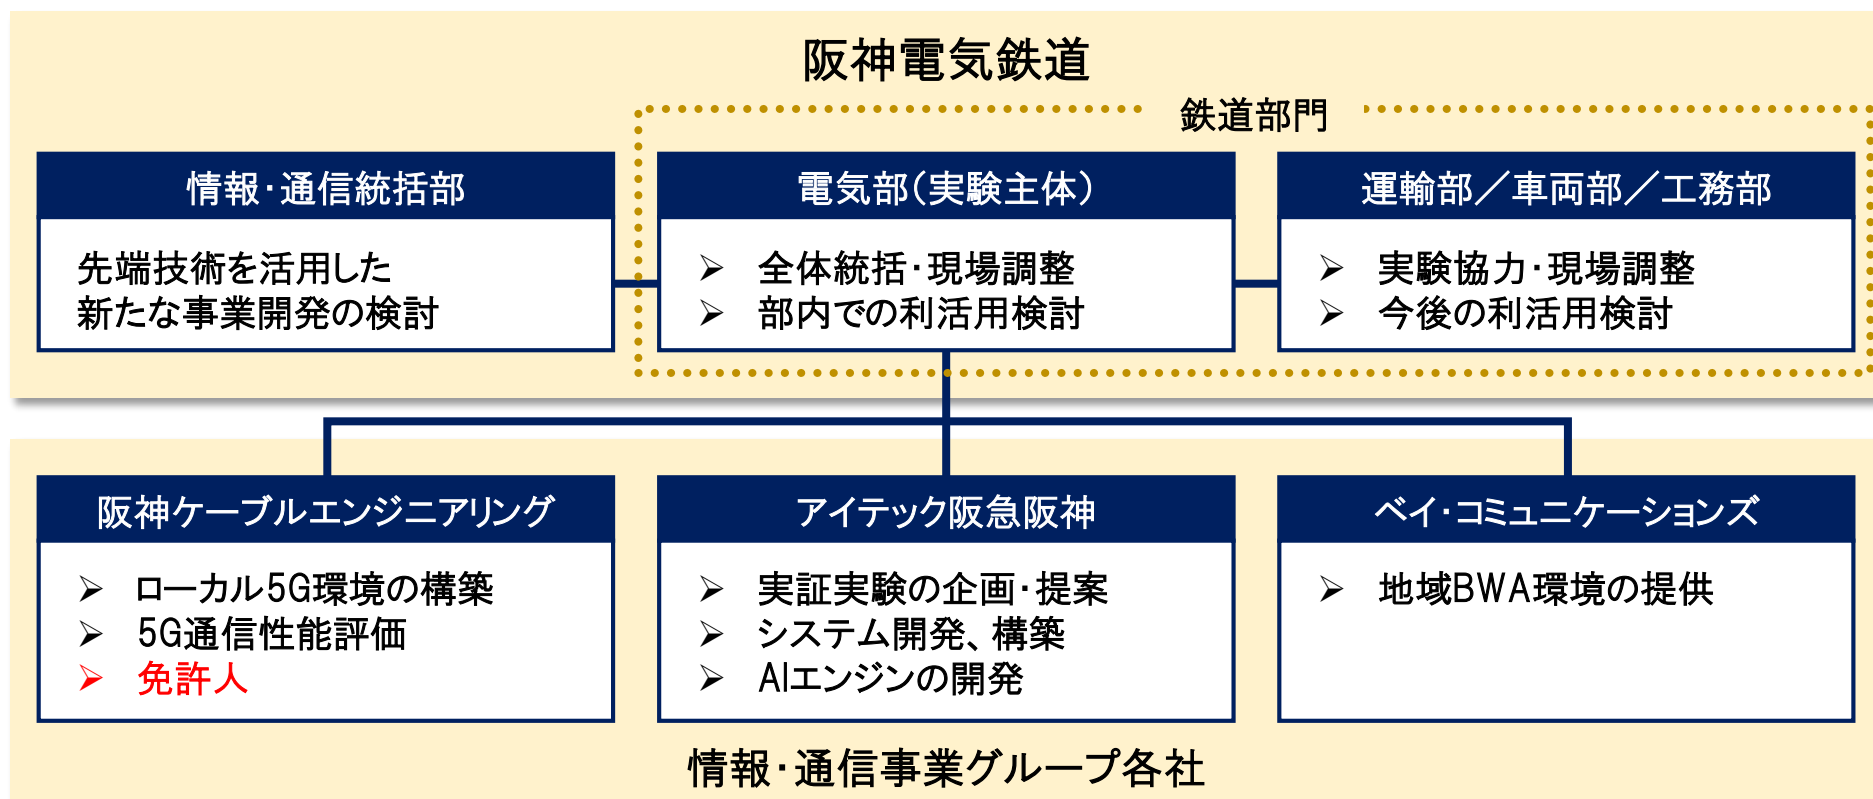 阪神電気鉄道
鉄道部門
情報・通信統括部
先端技術を活用した
新たな事業開発の検討
電気部(実験主体)
➢ 全体統括・現場調整
➢ 部内での利活用検討
運輸部／車両部／工務部
➢ 実験協力・現場調整
➢ 今後の利活用検討
阪神ケーブルエンジニアリング
➢ ローカル5G環境の構築
➢ 5G通信性能評価
➢ 免許人
アイテック阪急阪神
➢ 実証実験の企画・提案
➢ システム開発、構築
➢ AIエンジンの開発
ベイ・コミュニケーションズ
➢ 地域BWA環境の提供
情報・通信事業グループ各社